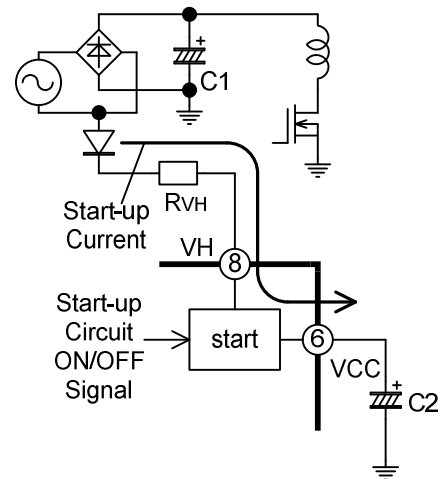 +
C1
Start-up
Current
RVH
VH
8
Start-up
Circuit
ON/OFF
Signal
start
6
VCC
+
C2